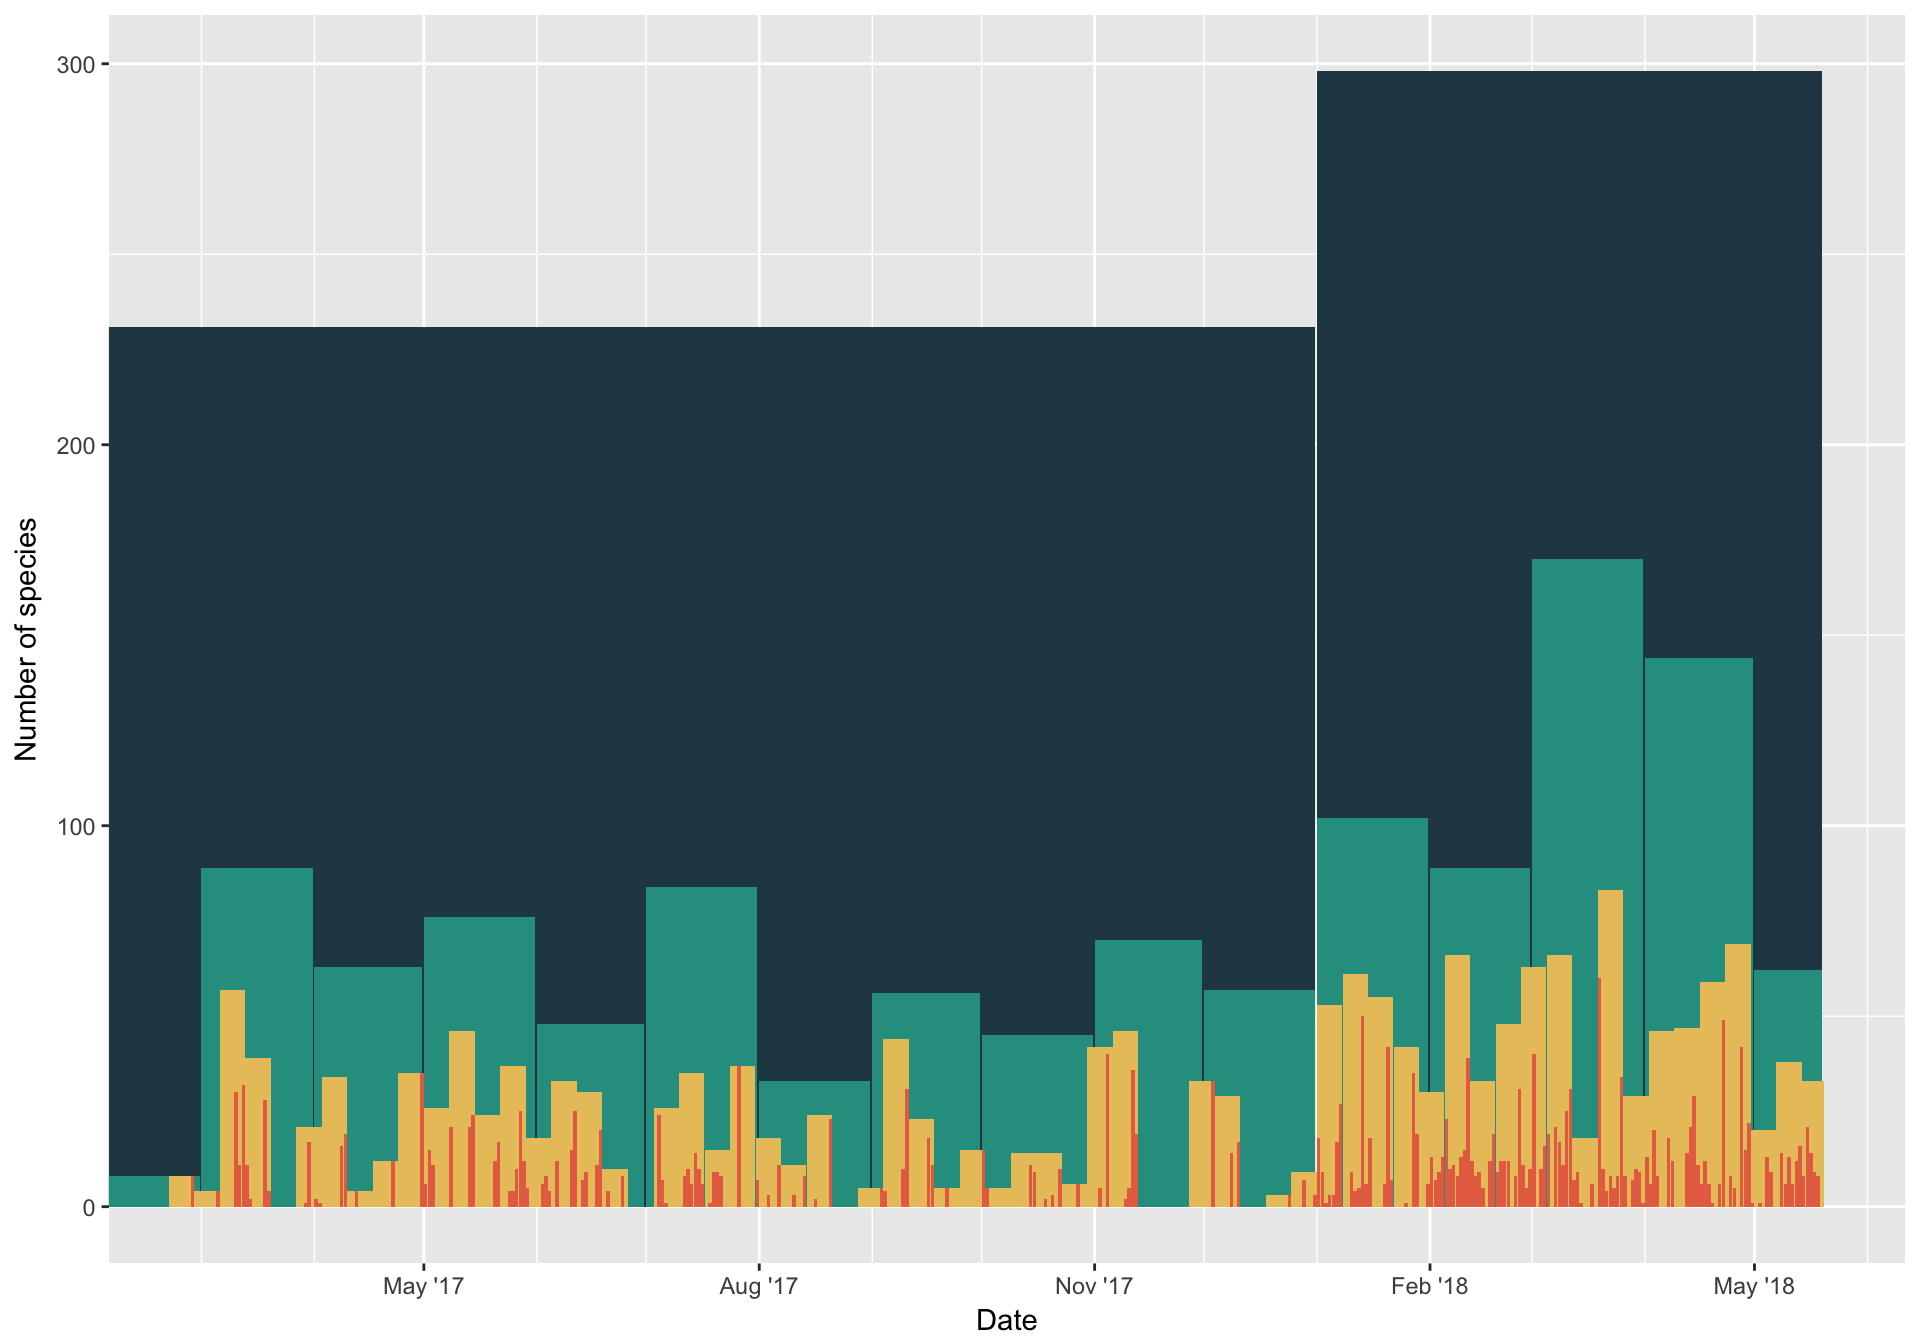 300
200
100
0
Number of species
May '17
Aug '17
Nov '17
Feb '18
May '18
Date